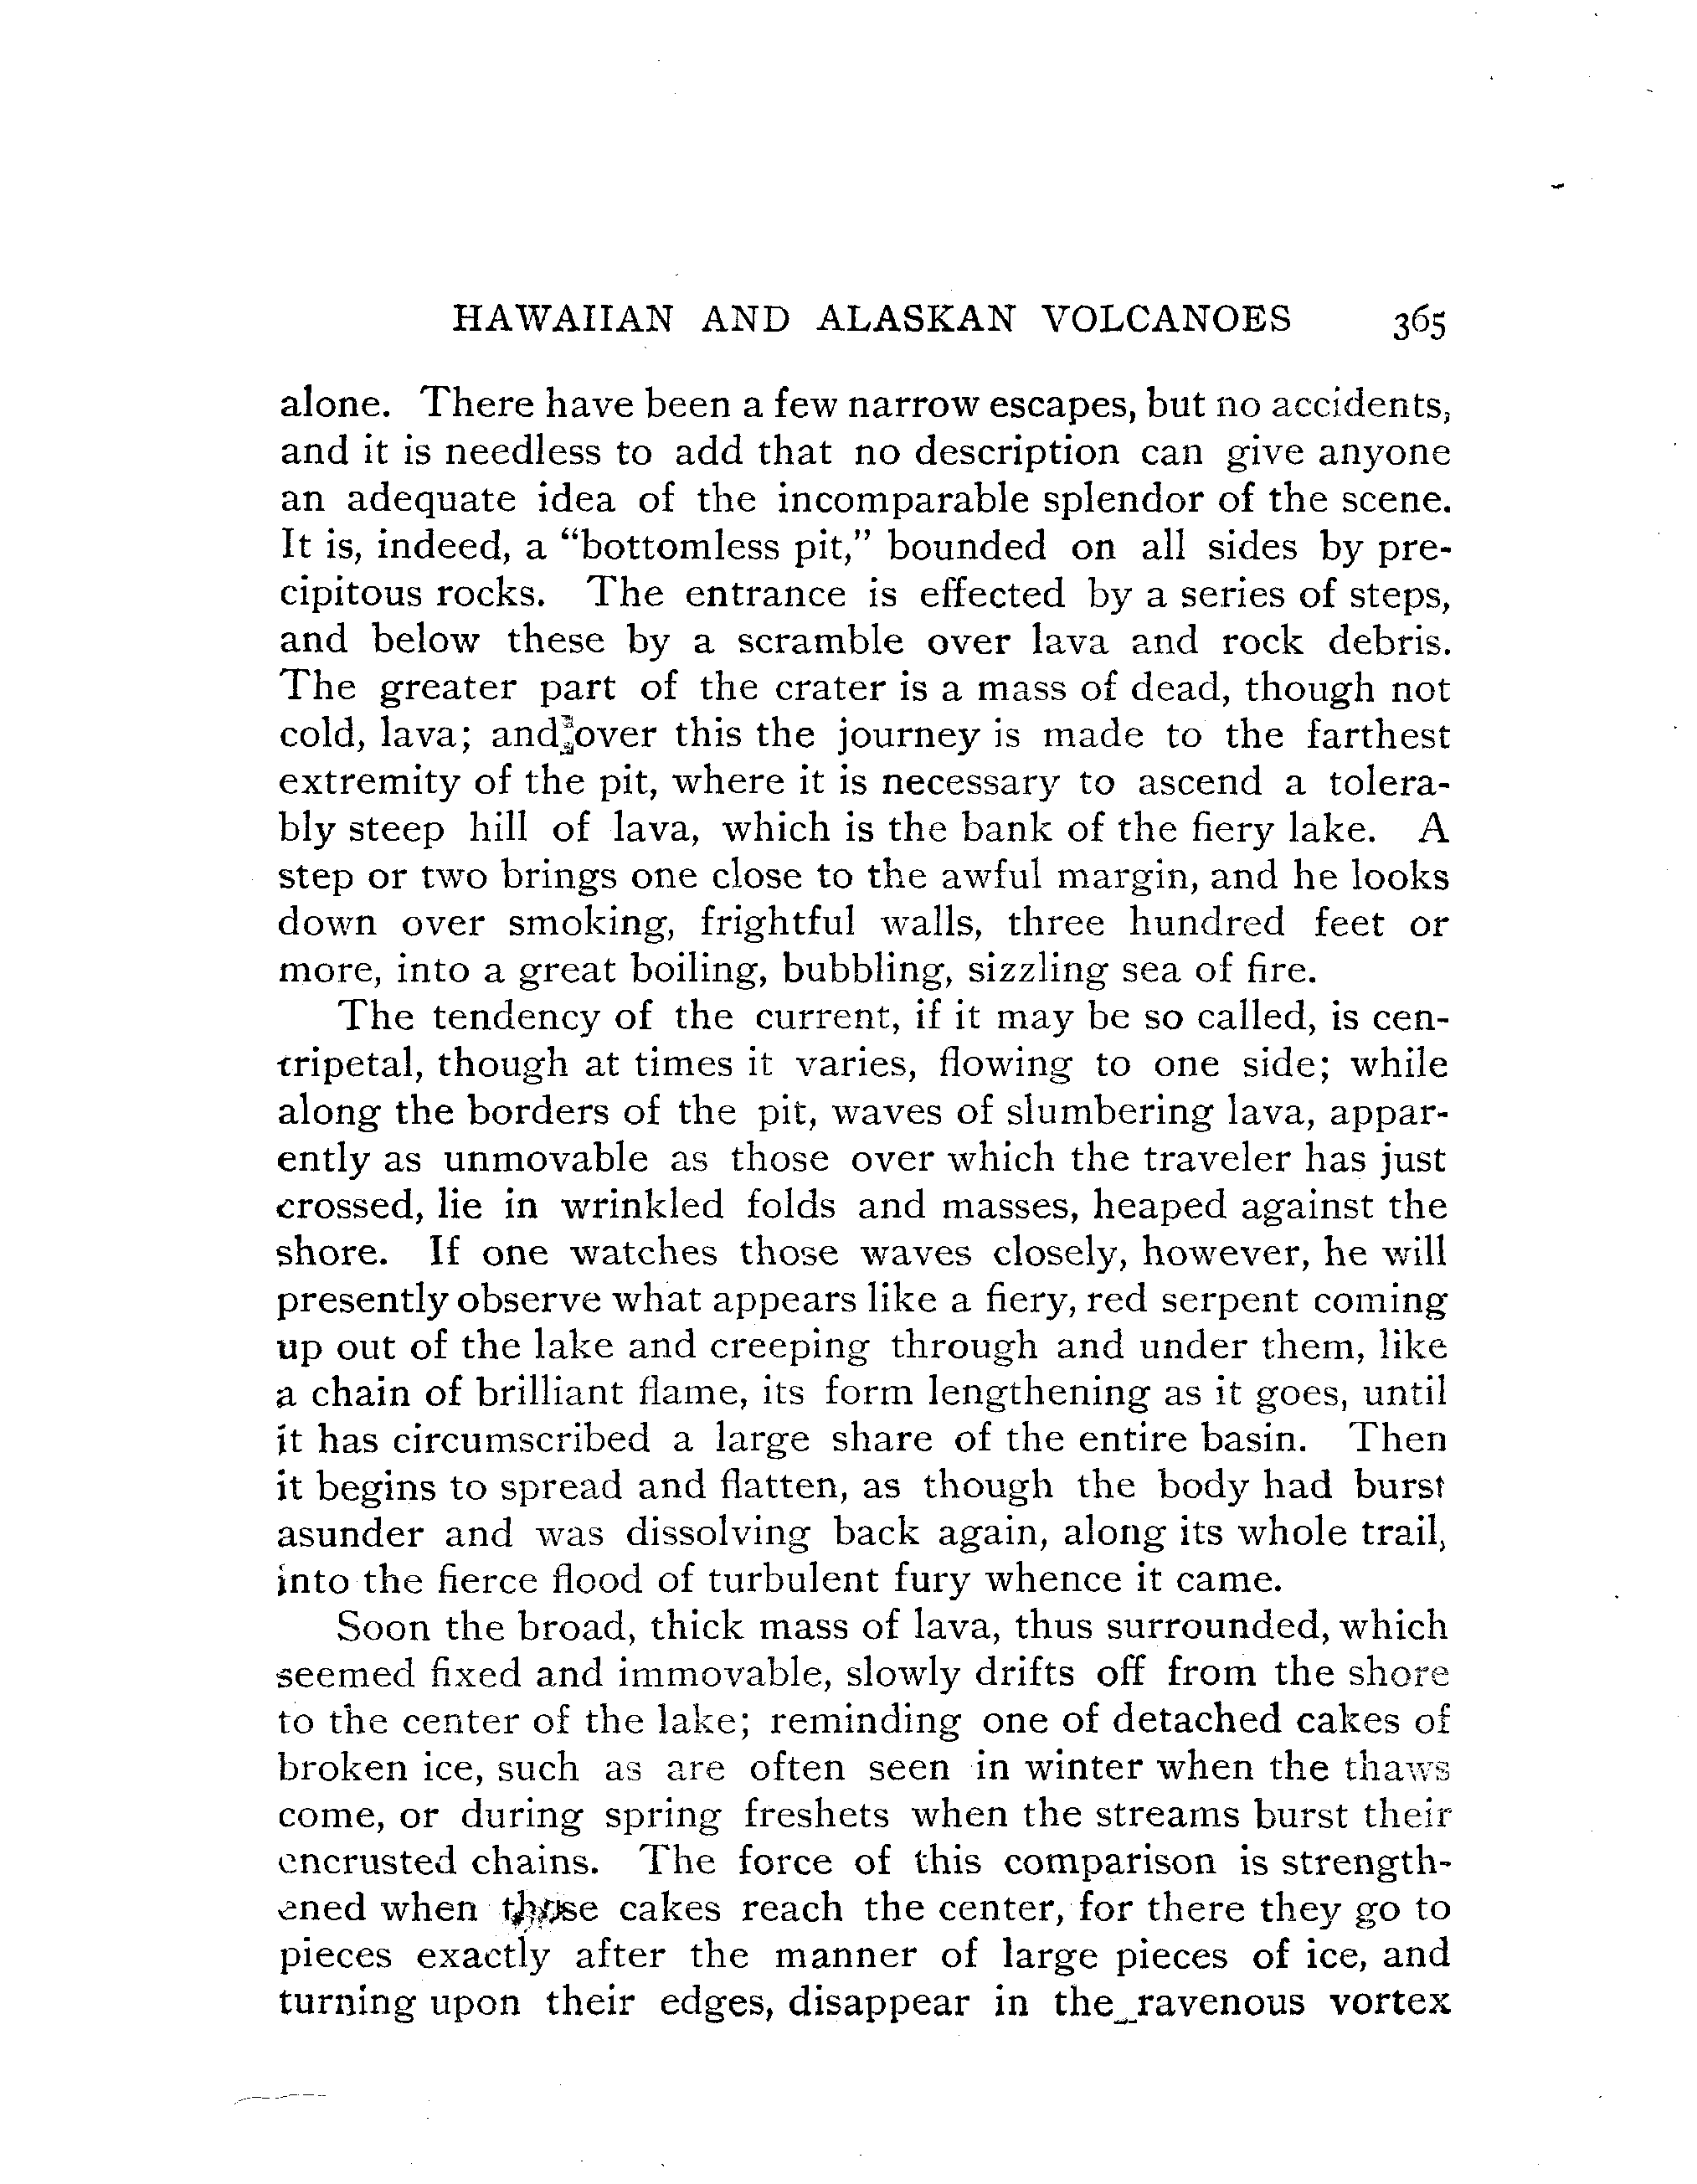 HAWAIIAN AND ALASKAN VOLCANOES 365
alone. There have been a few narrow escapes, but no accidents,
and it is needless to add that no description can give anyone
an adequate idea of the incomparable splendor of the scene.
It is, indeed, a “bottomless pit,” bounded on all sides by pre-
cipitous rocks. The entrance is effected by a series of steps,
and below these by a scramble over lava and rock debris.
The greater part of the crater is a mass of dead, though not
cold, lava; and over this the journey is made to the farthest
extremity of the pit, where it is necessary to ascend a tolera-
bly steep hill of lava, which is the bank of the fiery lake. A
step or two brings one close to the awful margin, and he looks
down over smoking, frightful walls, three hundred feet or
more, into a great boiling, bubbling, sizzling sea of fire.
The tendency of the current, if it may be so called, is cen-
tripetal, though at times it varies, flowing to one side; while
along the borders of the pit, waves of slumbering lava, appar-
ently as unmovable as those over which the traveler has just
crossed, lie in wrinkled folds and masses, heaped against the
shore. If one watches those waves closely, however, he will
presently observe what appears like a fiery, red serpent coming
up out of the lake and creeping through and under them, like
a chain of brilliant flame, its form lengthening as it goes, until
it has circumscribed a large share of the entire basin. Then
it begins to spread and flatten, as though the body had burst
asunder and was dissolving back again, along its whole trail,
into the fierce flood of turbulent fury whence it came.
Soon the broad, thick mass of lava, thus surrounded, which
seemed fixed and immovable, slowly drifts off from the shore
to the center of the lake; reminding one of detached cakes of
broken ice, such as are often seen in winter when the thaws
come, or during spring freshets when the streams burst their
encrusted chains. The force of this comparison is strength-
ened when those cakes reach the center, for there they go to
pieces exactly after the manner of large pieces of ice, and
turning upon their edges, disappear in the ravenous vortex